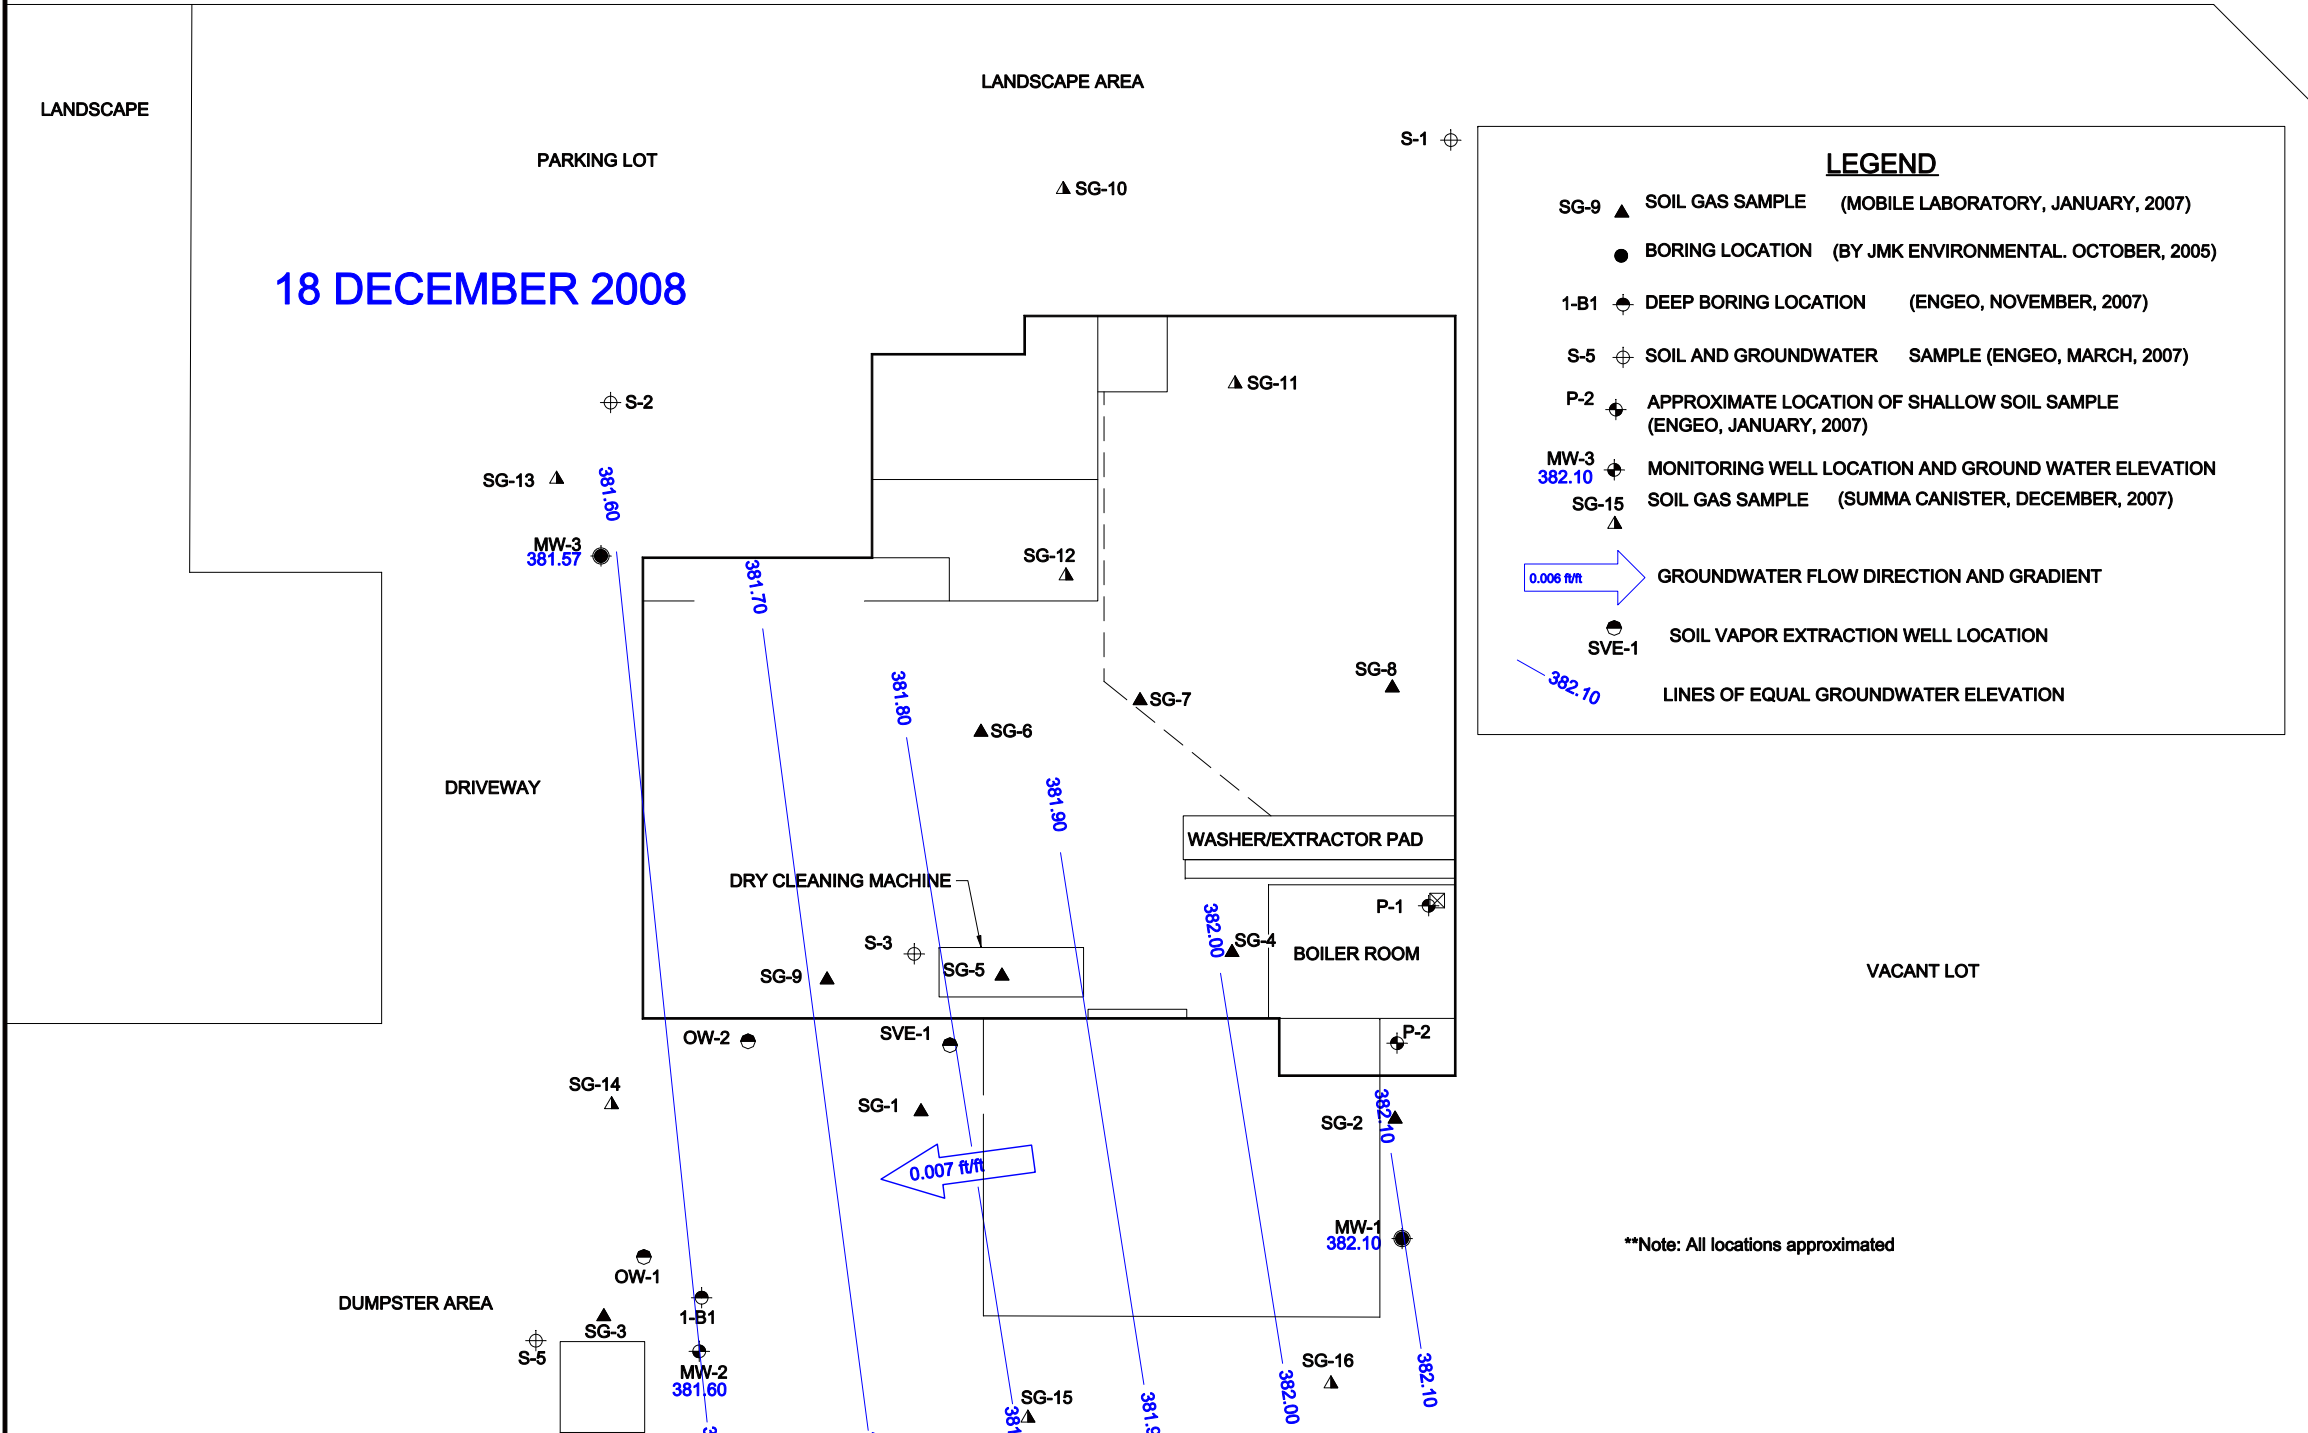 LANDSCAPE AREA
LANDSCAPE
S-1
PARKING LOT
SG-10
18 DECEMBER 2008
LEGEND
SG-9 SOIL GAS SAMPLE (MOBILE LABORATORY, JANUARY, 2007)
BORING LOCATION (BY JMK ENVIRONMENTAL. OCTOBER, 2005)
1-B1 DEEP BORING LOCATION (ENGEO, NOVEMBER, 2007)
S-5 SOIL AND GROUNDWATER SAMPLE (ENGEO, MARCH, 2007)
P-2 APPROXIMATE LOCATION OF SHALLOW SOIL SAMPLE
(ENGEO, JANUARY, 2007)
MW-3
382.10
MONITORING WELL LOCATION AND GROUND WATER ELEVATION
SG-15 SOIL GAS SAMPLE (SUMMA CANISTER, DECEMBER, 2007)
0.006 ft/ft GROUNDWATER FLOW DIRECTION AND GRADIENT
SVE-1 SOIL VAPOR EXTRACTION WELL LOCATION
382.10 LINES OF EQUAL GROUNDWATER ELEVATION
SG-11
S-2
SG-13
381.60
MW-3
381.57
SG-12
381.70
SG-8
381.80
SG-7
SG-6
DRIVEWAY
381.90
WASHER/EXTRACTOR PAD
DRY CLEANING MACHINE
P-1
382.00
S-3
SG-4
BOILER ROOM
SG-9
SG-5
VACANT LOT
OW-2
SVE-1
P-2
SG-14
SG-1
382.10
SG-2
0.007 ft/ft
MW-1
382.10
**Note: All locations approximated
OW-1
DUMPSTER AREA
1-B1
SG-3
S-5
MW-2
381.60
SG-16
SG-15
382.00
382.10
381.9
381
3